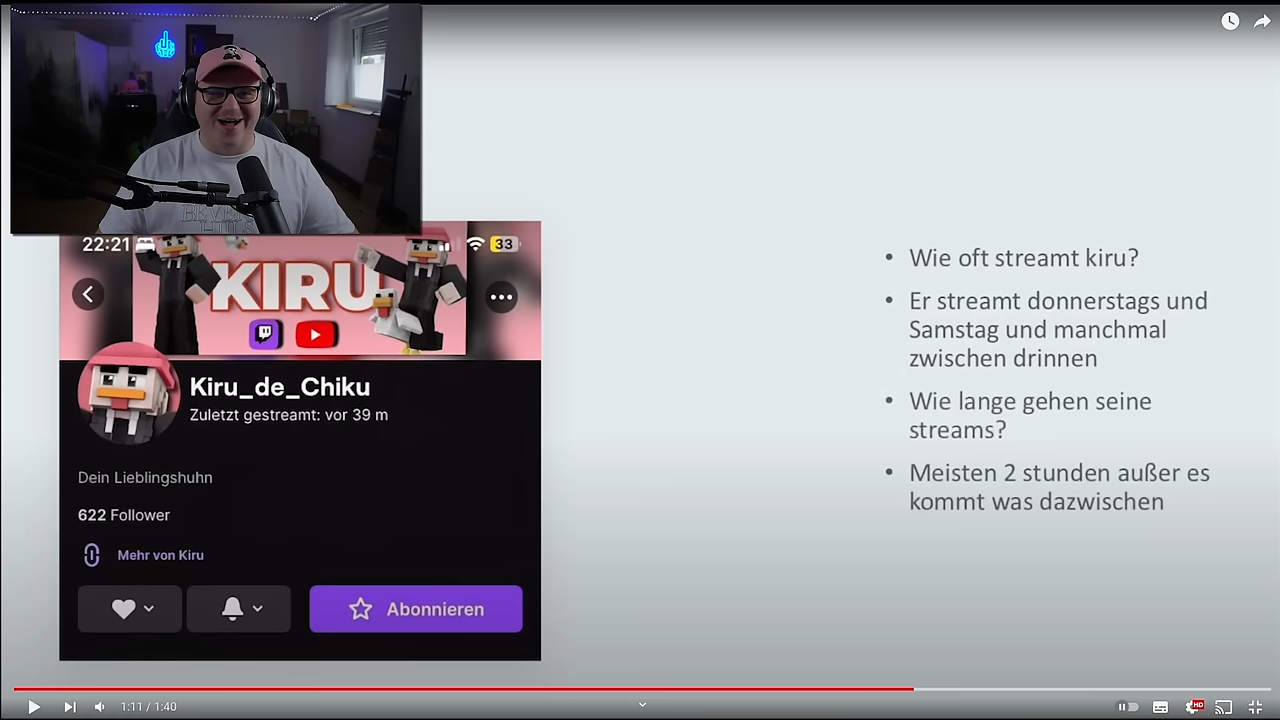 22:21
33
KIRU
Kiru_de_Chiku
Zuletzt gestreamt: vor 39 m
Dein Lieblingshuhn
622 Follower
Mehr von Kiru
Abonnieren
• Wie oft streamt kiru?
• Er streamt donnerstags und
Samstag und manchmal
zwischen drinnen
• Wie lange gehen seine
streams?
• Meisten 2 stunden außer es
kommt was dazwischen
1:11 / 1:40
HD